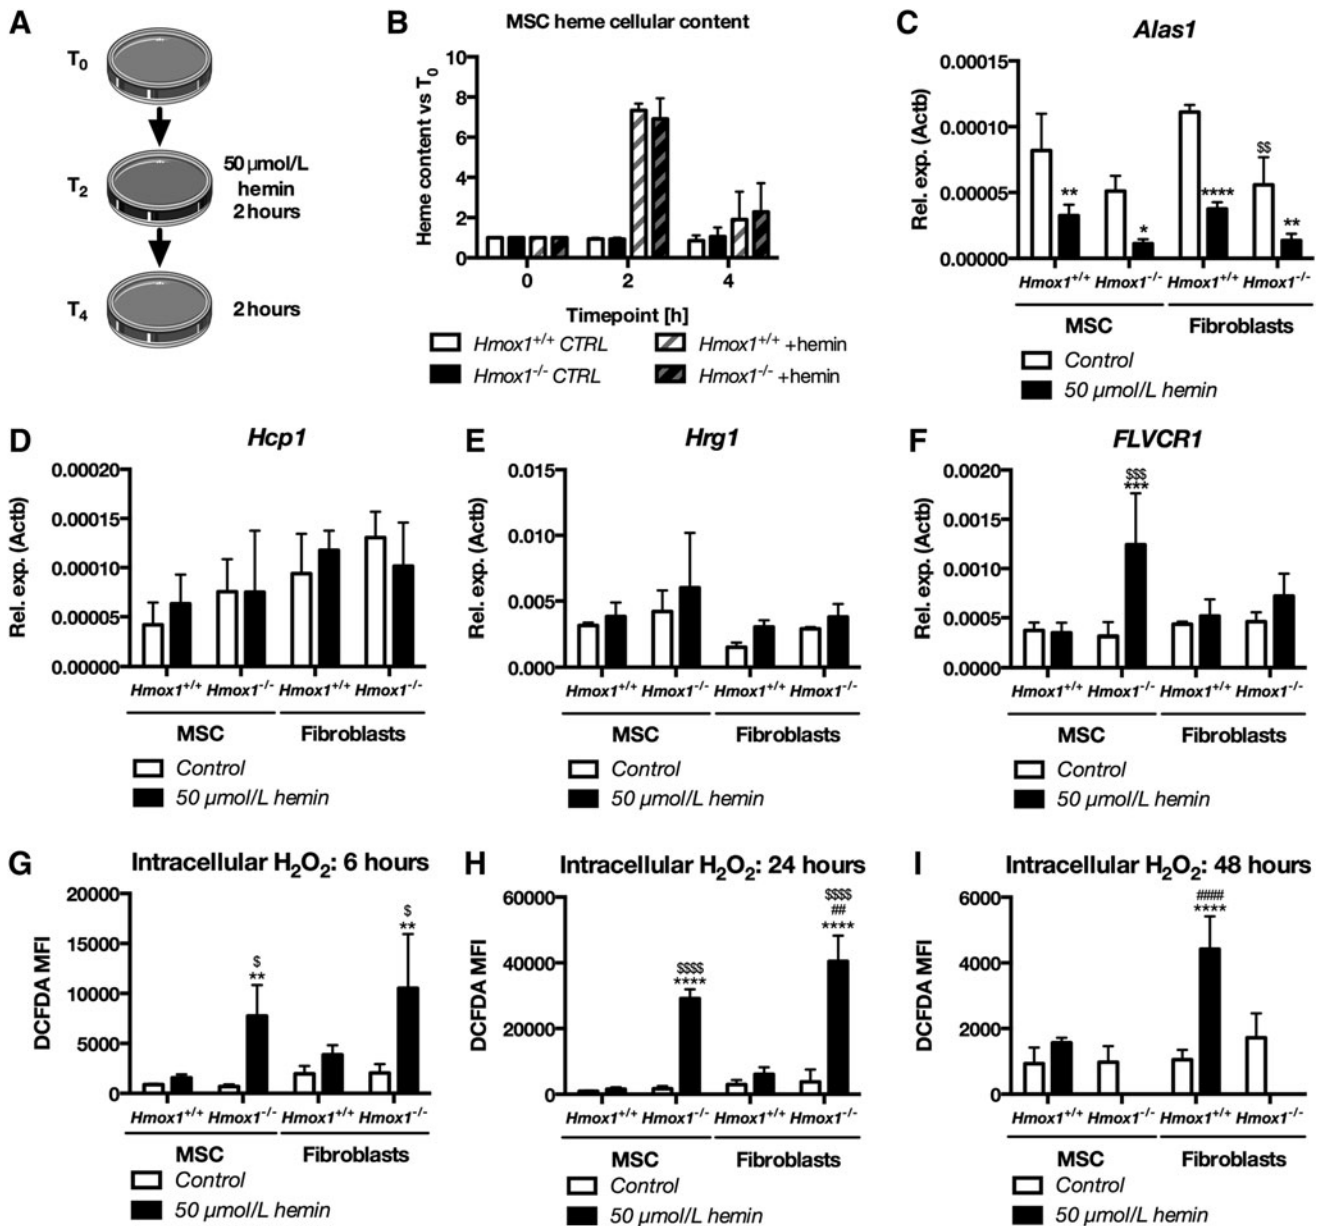 A
T0
T2
50 µmol/L
hemin
2 hours
T4
2 hours
B
MSC heme cellular content
Heme content vs T0
10
8
6
4
2
0
0 2 4
Timepoint [h]
Hmox1+/+ CTRL
Hmox1+/+ +hemin
Hmox1-/- CTRL
Hmox1-/- +hemin
C
Alas1
Rel. exp. (Actb)
0.00015
0.00010
0.00005
0.00000
** * **** $$ **
Hmox1+/+ Hmox1-/- Hmox1+/+ Hmox1-/-
MSC Fibroblasts
Control
50 µmol/L hemin
D
Hcp1
Rel. exp. (Actb)
0.00020
0.00015
0.00010
0.00005
0.00000
Hmox1+/+ Hmox1-/- Hmox1+/+ Hmox1-/-
MSC Fibroblasts
Control
50 µmol/L hemin
E
Hrg1
Rel. exp. (Actb)
0.015
0.010
0.005
0.000
Hmox1+/+ Hmox1-/- Hmox1+/+ Hmox1-/-
MSC Fibroblasts
Control
50 µmol/L hemin
F
FLVCR1
Rel. exp. (Actb)
0.0020
0.0015
0.0010
0.0005
0.0000
$$$
***
Hmox1+/+ Hmox1-/- Hmox1+/+ Hmox1-/-
MSC Fibroblasts
Control
50 µmol/L hemin
G
Intracellular H2O2: 6 hours
DCFDA MFI
20000
15000
10000
5000
0
$
**
$
**
Hmox1+/+ Hmox1-/- Hmox1+/+ Hmox1-/-
MSC Fibroblasts
Control
50 µmol/L hemin
H
Intracellular H2O2: 24 hours
DCFDA MFI
60000
40000
20000
0
$$$$
****
$$$$
##
****
Hmox1+/+ Hmox1-/- Hmox1+/+ Hmox1-/-
MSC Fibroblasts
Control
50 µmol/L hemin
I
Intracellular H2O2: 48 hours
DCFDA MFI
6000
4000
2000
0
####
****
Hmox1+/+ Hmox1-/- Hmox1+/+ Hmox1-/-
MSC Fibroblasts
Control
50 µmol/L hemin